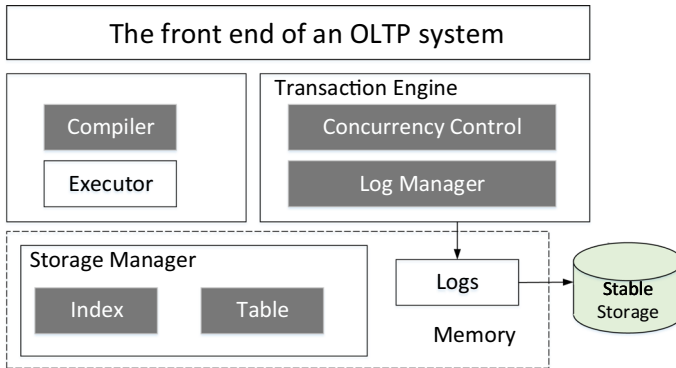 The front end of an OLTP system
Compiler
Executor
Transaction Engine
Concurrency Control
Log Manager
Storage Manager
Index
Table
Logs
Memory
Stable
Storage